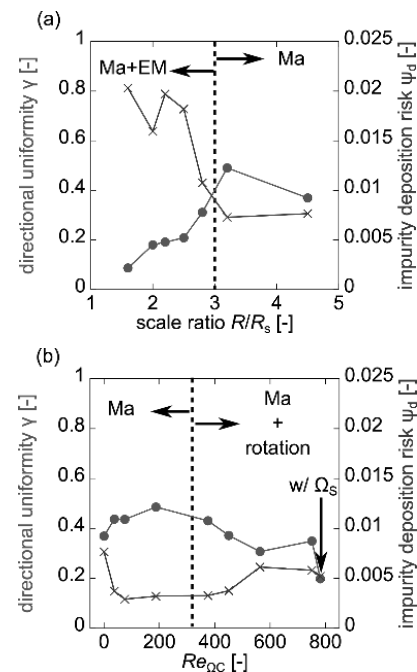 (a)
Ma+EM
Ma
directional uniformity γ [-]
1
0.8
0.6
0.4
0.2
0
0.025
0.02
0.015
0.01
0.005
0
impurity deposition risk ψd
1 2 3 4 5
scale ratio R/Rs [-]
(b)
Ma
Ma
+
rotation
w/ ΩS
directional uniformity γ [-]
1
0.8
0.6
0.4
0.2
0
0.025
0.02
0.015
0.01
0.005
0
impurity deposition risk ψd
0 200 400 600 800
ReΩC [-]